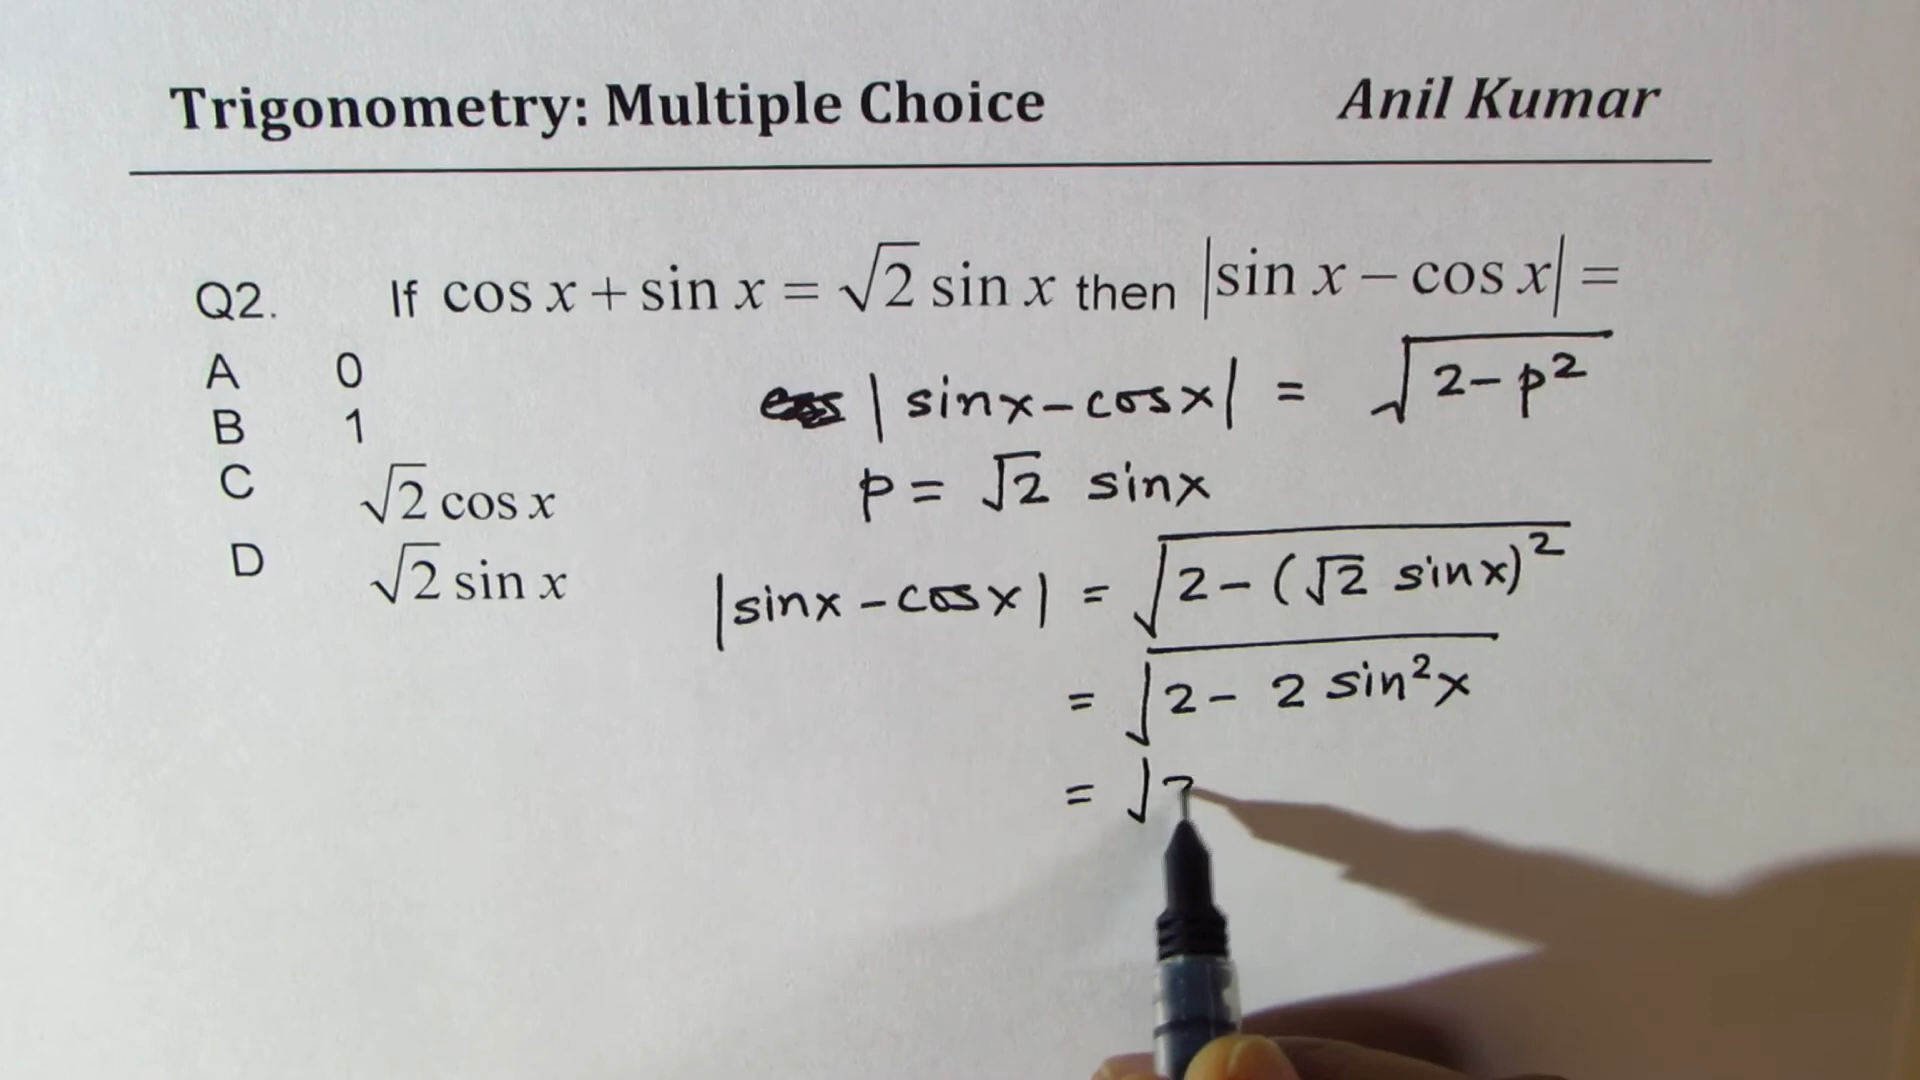 Trigonometry: Multiple Choice Anil Kumar
Q2. If cos x + sin x = √2 sin x then |sin x − cos x| =
A 0
B 1
C √2 cos x
D √2 sin x
|sinx-cosx| = √(2-p²)
p = √2 sinx
|sinx-cosx| = √(2-(√2 sinx)²)
= √(2- 2 sin²x)
= √2